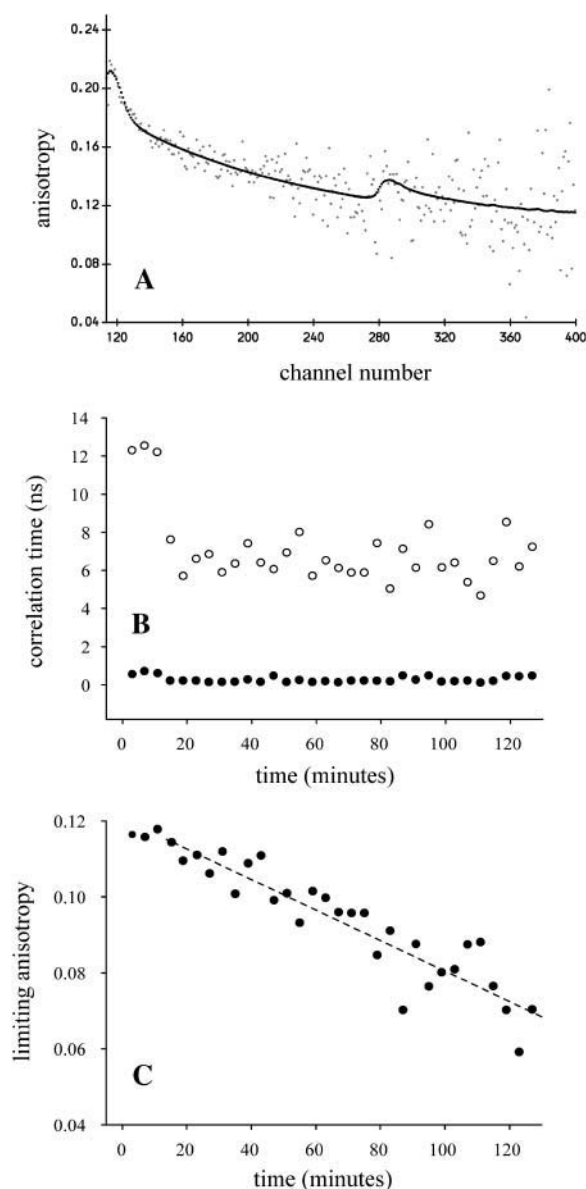 0.24
0.20
0.16
0.12
0.08
0.04
anisotropy
A
120 160 200 240 280 320 360 400
channel number
14
12
10
8
6
4
2
0
correlation time (ns)
B
0 20 40 60 80 100 120
time (minutes)
0.12
0.10
0.08
0.06
0.04
limiting anisotropy
C
0 20 40 60 80 100 120
time (minutes)